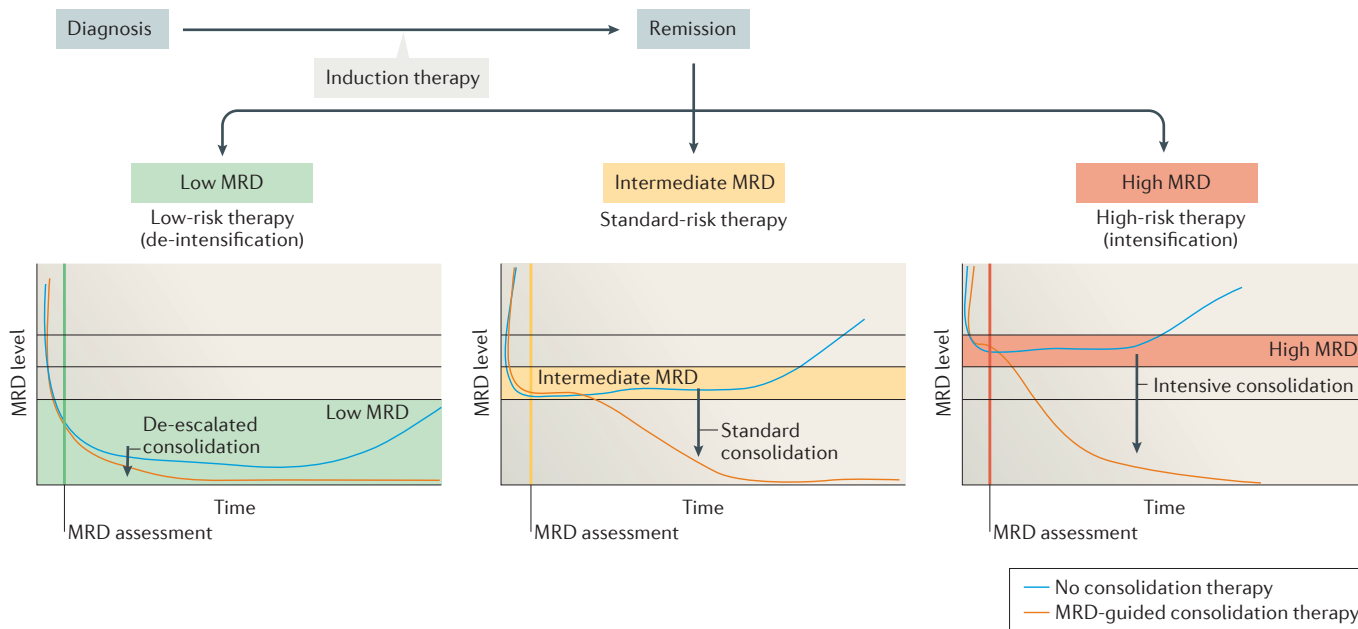 Diagnosis
Remission
Induction therapy
Low MRD
Low-risk therapy
(de-intensification)
Intermediate MRD
Standard-risk therapy
High MRD
High-risk therapy
(intensification)
MRD level
Low MRD
De-escalated
consolidation
Time
MRD assessment
MRD level
Intermediate MRD
Standard
consolidation
Time
MRD assessment
MRD level
High MRD
Intensive consolidation
Time
MRD assessment
No consolidation therapy
MRD-guided consolidation therapy